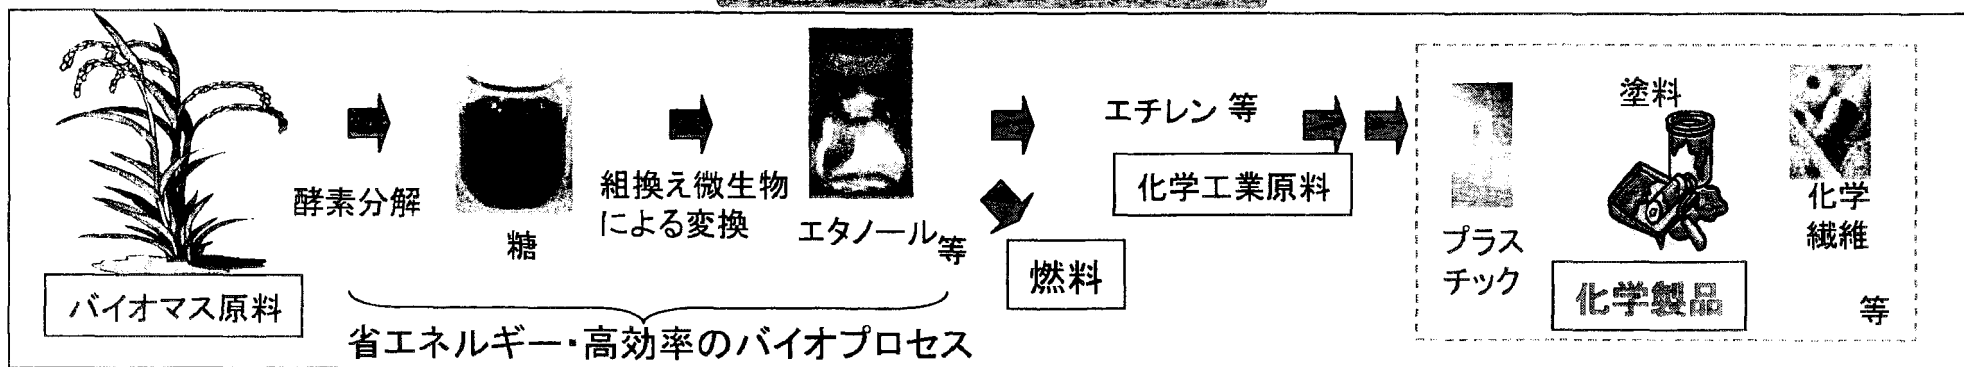 バイオマス原料
酵素分解
糖
組換え微生物
による変換
エタノール等
省エネルギー・高効率のバイオプロセス
燃料
エチレン 等
化学工業原料
プラス
チック
塗料
化学
繊維
化学製品
等